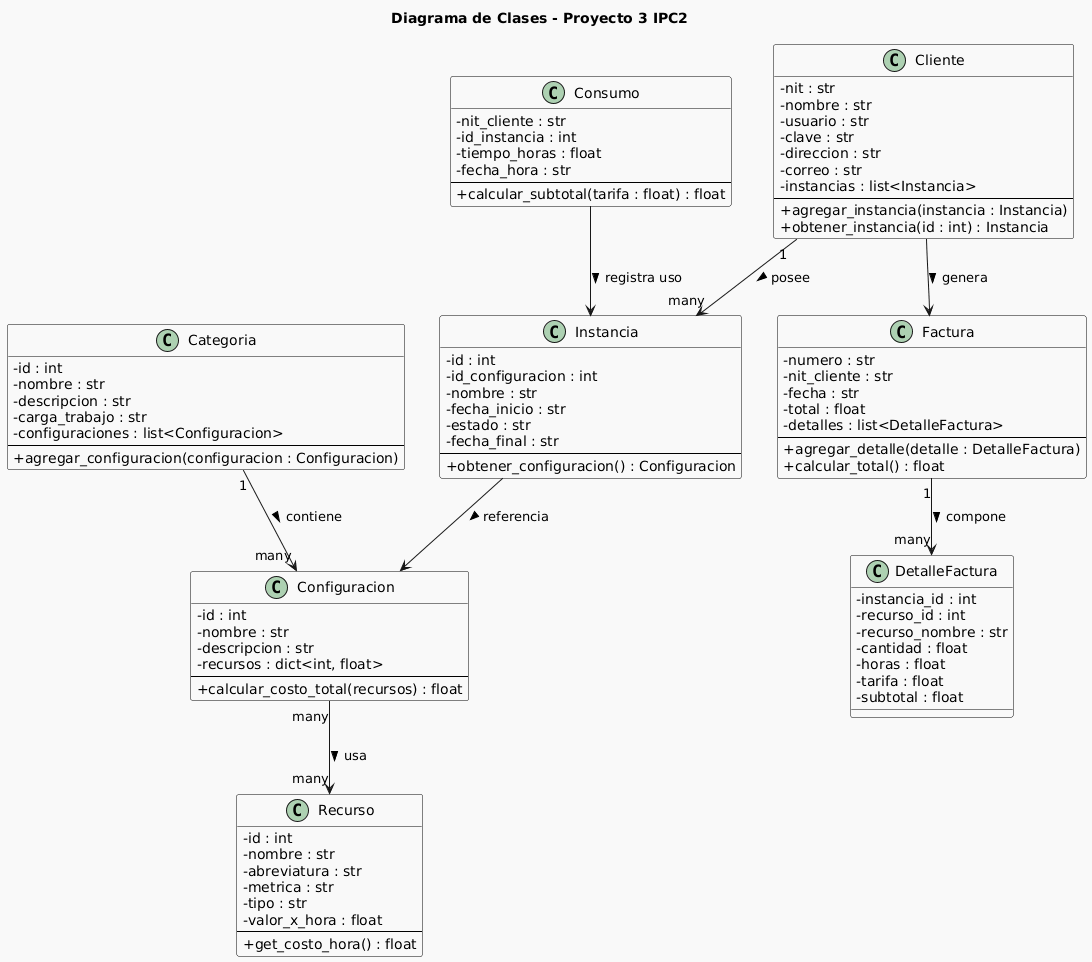 Diagrama de Clases - Proyecto 3 IPC2
C Cliente
-nit : str
-nombre : str
-usuario : str
-clave : str
-direccion : str
-correo : str
-instancias : list<Instancia>
+agregar_instancia(instancia : Instancia)
+obtener_instancia(id : int) : Instancia
C Consumo
-nit_cliente : str
-id_instancia : int
-tiempo_horas : float
-fecha_hora : str
+calcular_subtotal(tarifa : float) : float
registra uso
1
posee
many
genera
C Categoria
-id : int
-nombre : str
-descripcion : str
-carga_trabajo : str
-configuraciones : list<Configuracion>
+agregar_configuracion(configuracion : Configuracion)
C Instancia
-id : int
-id_configuracion : int
-nombre : str
-fecha_inicio : str
-estado : str
-fecha_final : str
+obtener_configuracion() : Configuracion
C Factura
-numero : str
-nit_cliente : str
-fecha : str
-total : float
-detalles : list<DetalleFactura>
+agregar_detalle(detalle : DetalleFactura)
+calcular_total() : float
1
contiene
many
referencia
1
compone
many
C Configuracion
-id : int
-nombre : str
-descripcion : str
-recursos : dict<int, float>
+calcular_costo_total(recursos) : float
C DetalleFactura
-instancia_id : int
-recurso_id : int
-recurso_nombre : str
-cantidad : float
-horas : float
-tarifa : float
-subtotal : float
many
usa
many
C Recurso
-id : int
-nombre : str
-abreviatura : str
-metrica : str
-tipo : str
-valor_x_hora : float
+get_costo_hora() : float